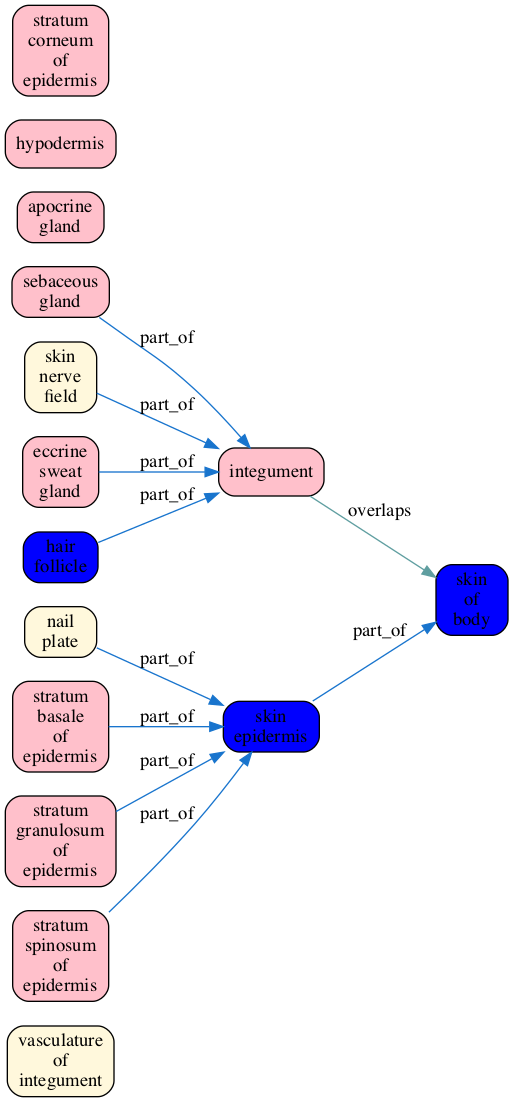 stratum
corneum
of
epidermis
hypodermis
apocrine
gland
sebaceous
gland
part_of
skin
nerve
field
part_of
eccrine
sweat
gland
part_of
integument
part_of
hair
follicle
overlaps
skin
of
body
nail
plate
part_of
part_of
stratum
basale
of
epidermis
part_of
skin
epidermis
part_of
stratum
granulosum
of
epidermis
part_of
stratum
spinosum
of
epidermis
vasculature
of
integument